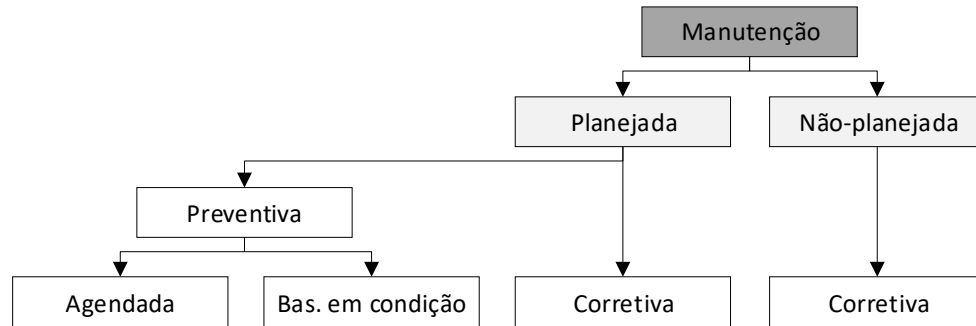 Manutenção
Planejada
Não-planejada
Preventiva
Agendada
Bas. em condição
Corretiva
Corretiva